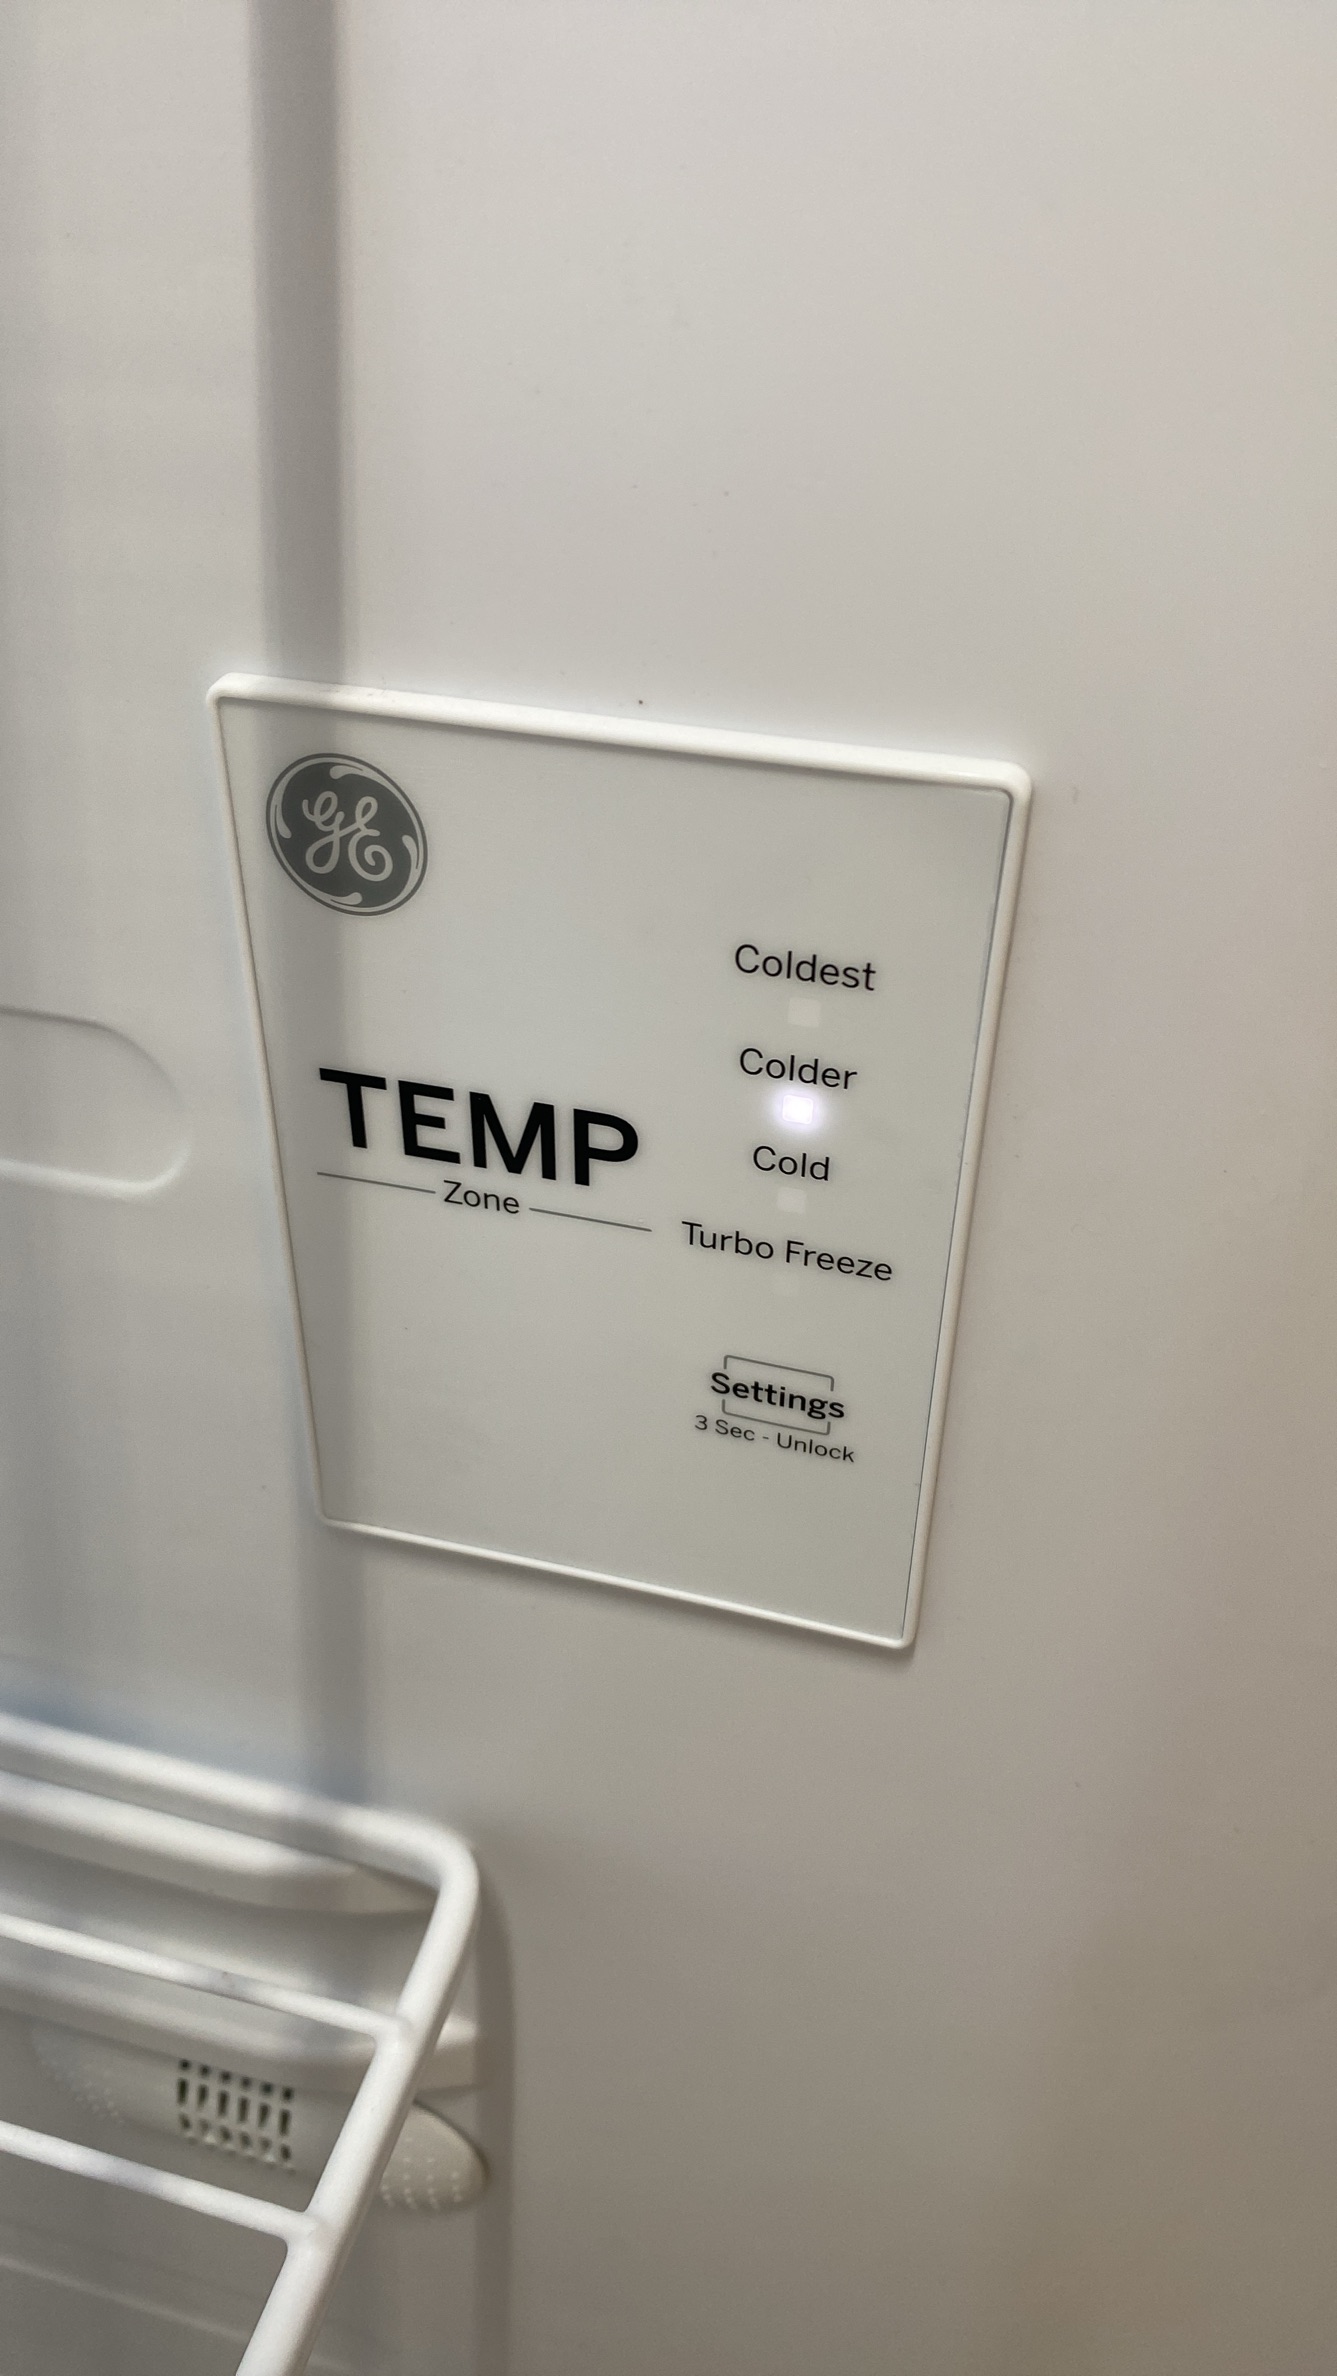 GE
Coldest
Colder
TEMP
Cold
Zone
Turbo Freeze
Settings
3 Sec - Unlock